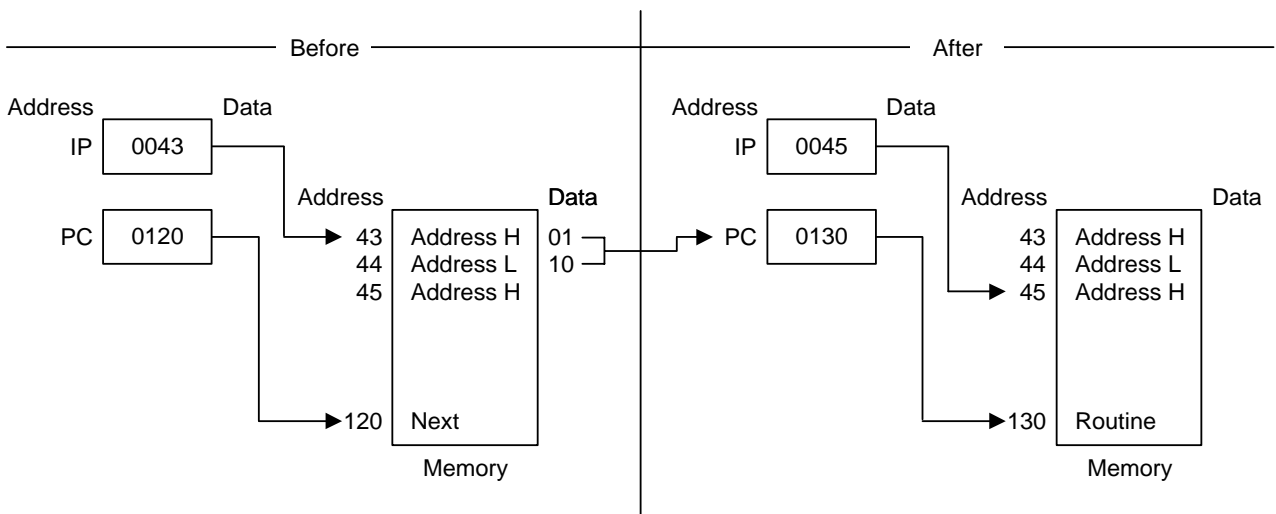 Before
Address Data
IP 0043
Address Data
PC 0120
43 Address H 01
44 Address L 10
45 Address H
120 Next
Memory
After
Address Data
IP 0045
Address Data
PC 0130
43 Address H
44 Address L
45 Address H
130 Routine
Memory